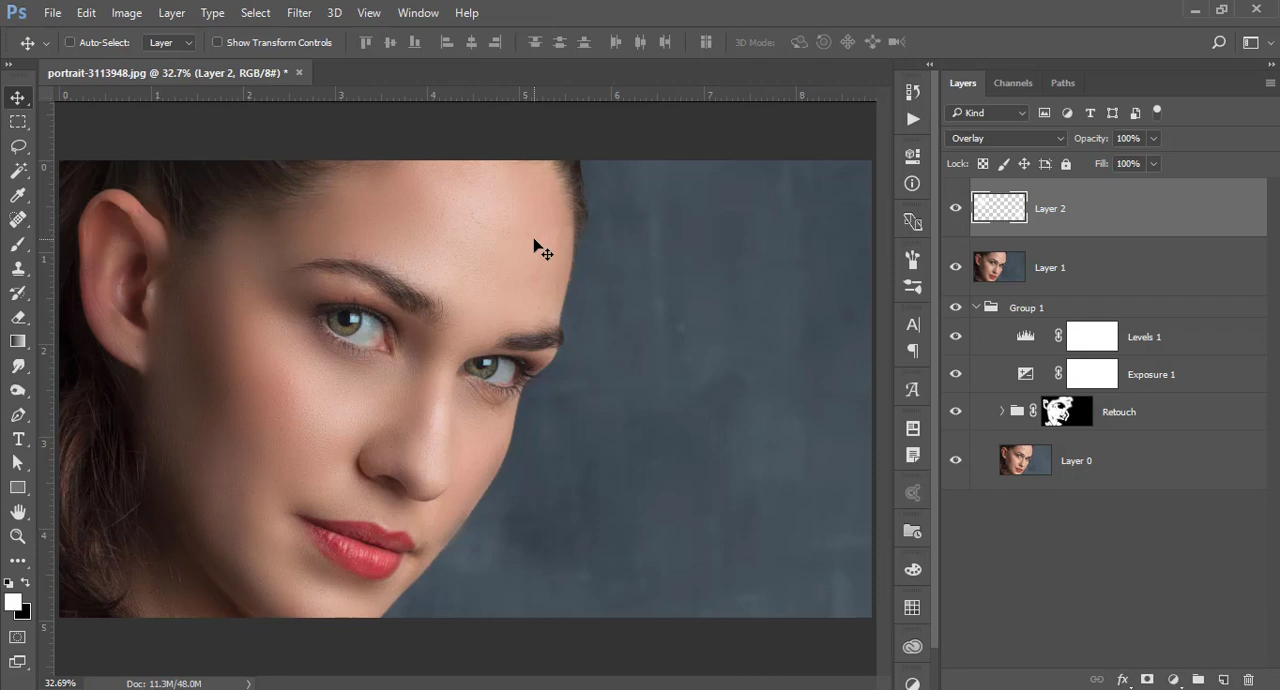 Ps File Edit Image Layer Type Select Filter 3D View Window Help
Auto-Select: Layer Show Transform Controls 3D Mode:
portrait-3113948.jpg @ 32.7% (Layer 2, RGB/8#) * ×
0 1 2 3 4 5 6 7 8
0
1
2
3
4
5
Layers Channels Paths
Kind
Overlay Opacity: 100%
Lock: Fill: 100%
Layer 2
Layer 1
Group 1
Levels 1
Exposure 1
Retouch
Layer 0
fx
32.69% Doc: 11.3M/48.0M